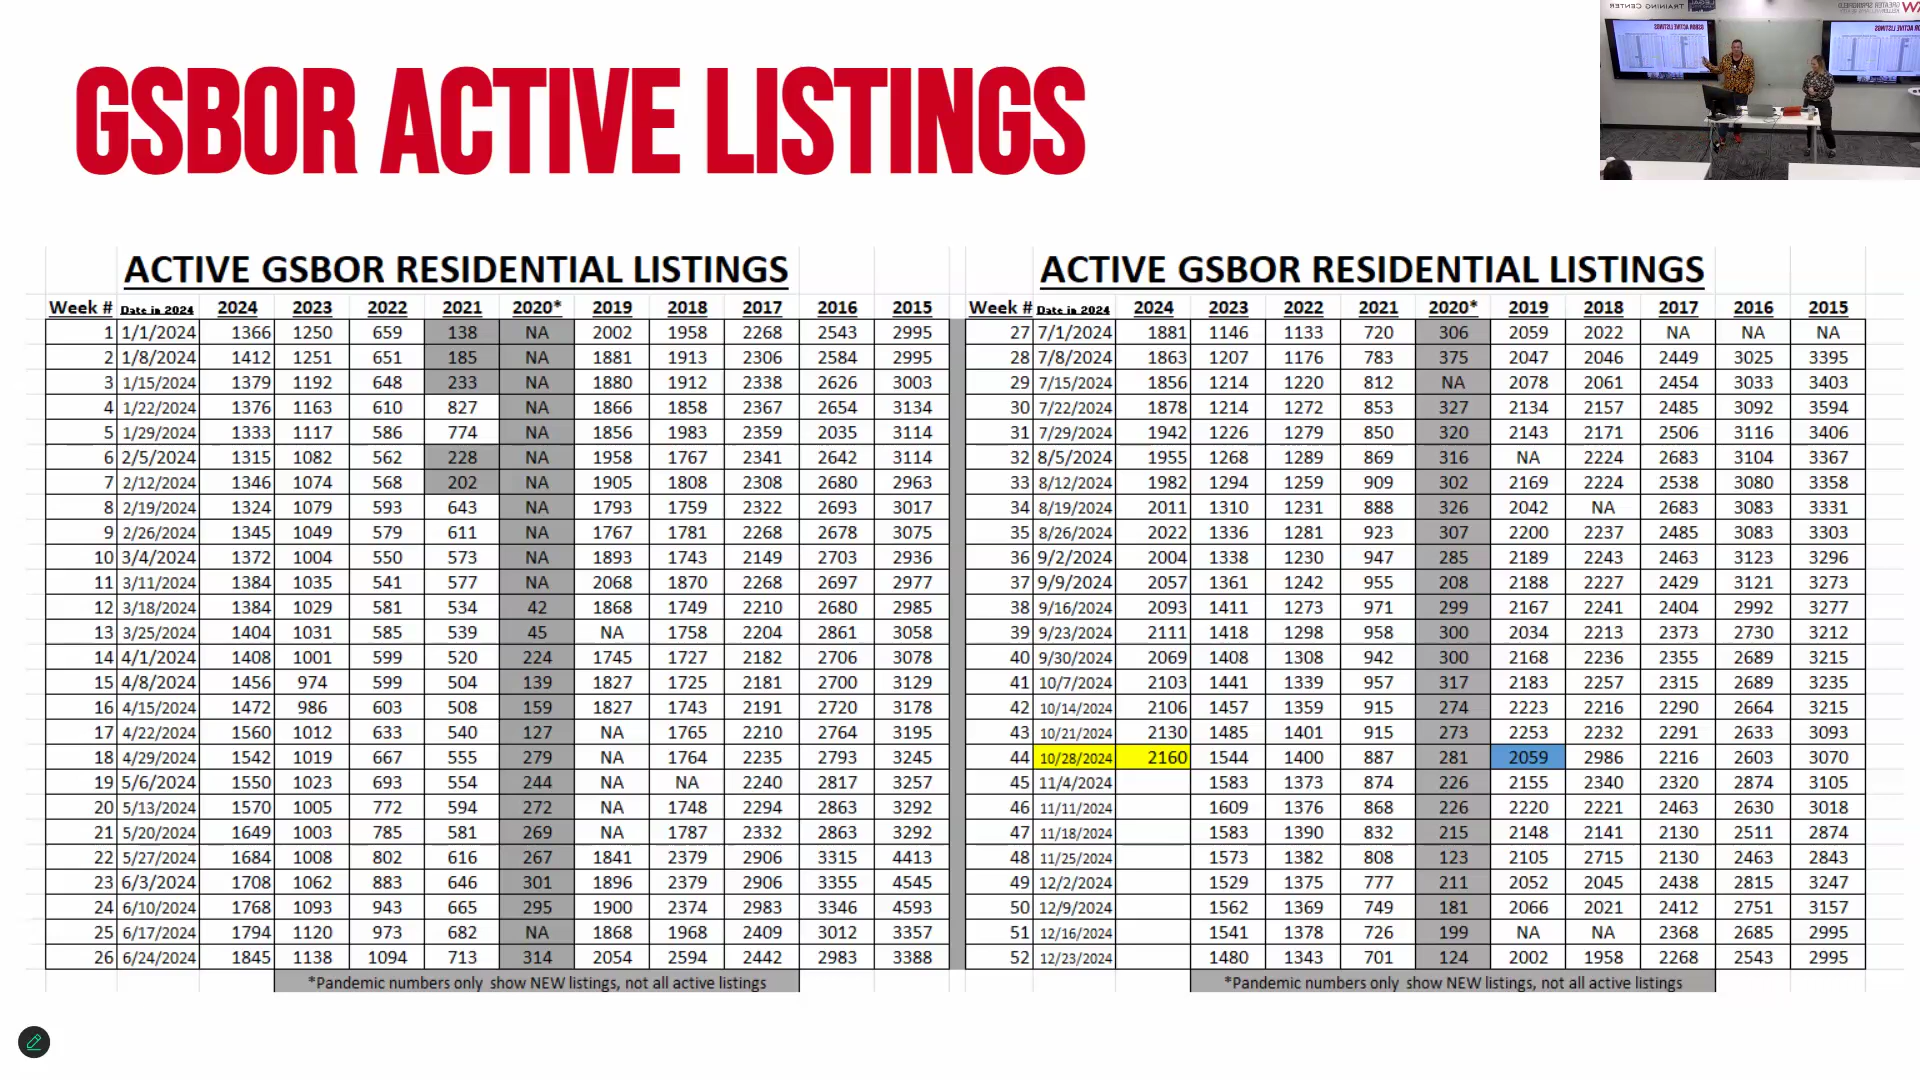 TRAINING CENTER
GREATER SPRINGFIELD
GSBOR ACTIVE LISTINGS
ACTIVE GSBOR RESIDENTIAL LISTINGS
Week # Date in 2024 2024 2023 2022 2021 2020* 2019 2018 2017 2016 2015
1 1/1/2024 1366 1250 659 138 NA 2002 1958 2268 2543 2995
2 1/8/2024 1412 1251 651 185 NA 1881 1913 2306 2584 2995
3 1/15/2024 1379 1192 648 233 NA 1880 1912 2338 2626 3003
4 1/22/2024 1376 1163 610 827 NA 1866 1858 2367 2654 3134
5 1/29/2024 1333 1117 586 774 NA 1856 1983 2359 2035 3114
6 2/5/2024 1315 1082 562 228 NA 1958 1767 2341 2642 3114
7 2/12/2024 1346 1074 568 202 NA 1905 1808 2308 2680 2963
8 2/19/2024 1324 1079 593 643 NA 1793 1759 2322 2693 3017
9 2/26/2024 1345 1049 579 611 NA 1767 1781 2268 2678 3075
10 3/4/2024 1372 1004 550 573 NA 1893 1743 2149 2703 2936
11 3/11/2024 1384 1035 541 577 NA 2068 1870 2268 2697 2977
12 3/18/2024 1384 1029 581 534 42 1868 1749 2210 2680 2985
13 3/25/2024 1404 1031 585 539 45 NA 1758 2204 2861 3058
14 4/1/2024 1408 1001 599 520 224 1745 1727 2182 2706 3078
15 4/8/2024 1456 974 599 504 139 1827 1725 2181 2700 3129
16 4/15/2024 1472 986 603 508 159 1827 1743 2191 2720 3178
17 4/22/2024 1560 1012 633 540 127 NA 1765 2210 2764 3195
18 4/29/2024 1542 1019 667 555 279 NA 1764 2235 2793 3245
19 5/6/2024 1550 1023 693 554 244 NA NA 2240 2817 3257
20 5/13/2024 1570 1005 772 594 272 NA 1748 2294 2863 3292
21 5/20/2024 1649 1003 785 581 269 NA 1787 2332 2863 3292
22 5/27/2024 1684 1008 802 616 267 1841 2379 2906 3315 4413
23 6/3/2024 1708 1062 883 646 301 1896 2379 2906 3355 4545
24 6/10/2024 1768 1093 943 665 295 1900 2374 2983 3346 4593
25 6/17/2024 1794 1120 973 682 NA 1868 1968 2409 3012 3357
26 6/24/2024 1845 1138 1094 713 314 2054 2594 2442 2983 3388
*Pandemic numbers only show NEW listings, not all active listings
ACTIVE GSBOR RESIDENTIAL LISTINGS
Week # Date in 2024 2024 2023 2022 2021 2020* 2019 2018 2017 2016 2015
27 7/1/2024 1881 1146 1133 720 306 2059 2022 NA NA NA
28 7/8/2024 1863 1207 1176 783 375 2047 2046 2449 3025 3395
29 7/15/2024 1856 1214 1220 812 NA 2078 2061 2454 3033 3403
30 7/22/2024 1878 1214 1272 853 327 2134 2157 2485 3092 3594
31 7/29/2024 1942 1226 1279 850 320 2143 2171 2506 3116 3406
32 8/5/2024 1955 1268 1289 869 316 NA 2224 2683 3104 3367
33 8/12/2024 1982 1294 1259 909 302 2169 2224 2538 3080 3358
34 8/19/2024 2011 1310 1231 888 326 2042 NA 2683 3083 3331
35 8/26/2024 2022 1336 1281 923 307 2200 2237 2485 3083 3303
36 9/2/2024 2004 1338 1230 947 285 2189 2243 2463 3123 3296
37 9/9/2024 2057 1361 1242 955 208 2188 2227 2429 3121 3273
38 9/16/2024 2093 1411 1273 971 299 2167 2241 2404 2992 3277
39 9/23/2024 2111 1418 1298 958 300 2034 2213 2373 2730 3212
40 9/30/2024 2069 1408 1308 942 300 2168 2236 2355 2689 3215
41 10/7/2024 2103 1441 1339 957 317 2183 2257 2315 2689 3235
42 10/14/2024 2106 1457 1359 915 274 2223 2216 2290 2664 3215
43 10/21/2024 2130 1485 1401 915 273 2253 2232 2291 2633 3093
44 10/28/2024 2160 1544 1400 887 281 2059 2986 2216 2603 3070
45 11/4/2024 1583 1373 874 226 2155 2340 2320 2874 3105
46 11/11/2024 1609 1376 868 226 2220 2221 2463 2630 3018
47 11/18/2024 1583 1390 832 215 2148 2141 2130 2511 2874
48 11/25/2024 1573 1382 808 123 2105 2715 2130 2463 2843
49 12/2/2024 1529 1375 777 211 2052 2045 2438 2815 3247
50 12/9/2024 1562 1369 749 181 2066 2021 2412 2751 3157
51 12/16/2024 1541 1378 726 199 NA NA 2368 2685 2995
52 12/23/2024 1480 1343 701 124 2002 1958 2268 2543 2995
*Pandemic numbers only show NEW listings, not all active listings